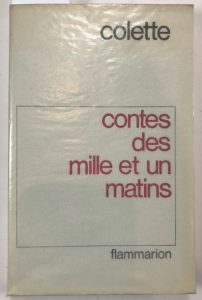 colette
contes
des
mille et un
matins
flammarion